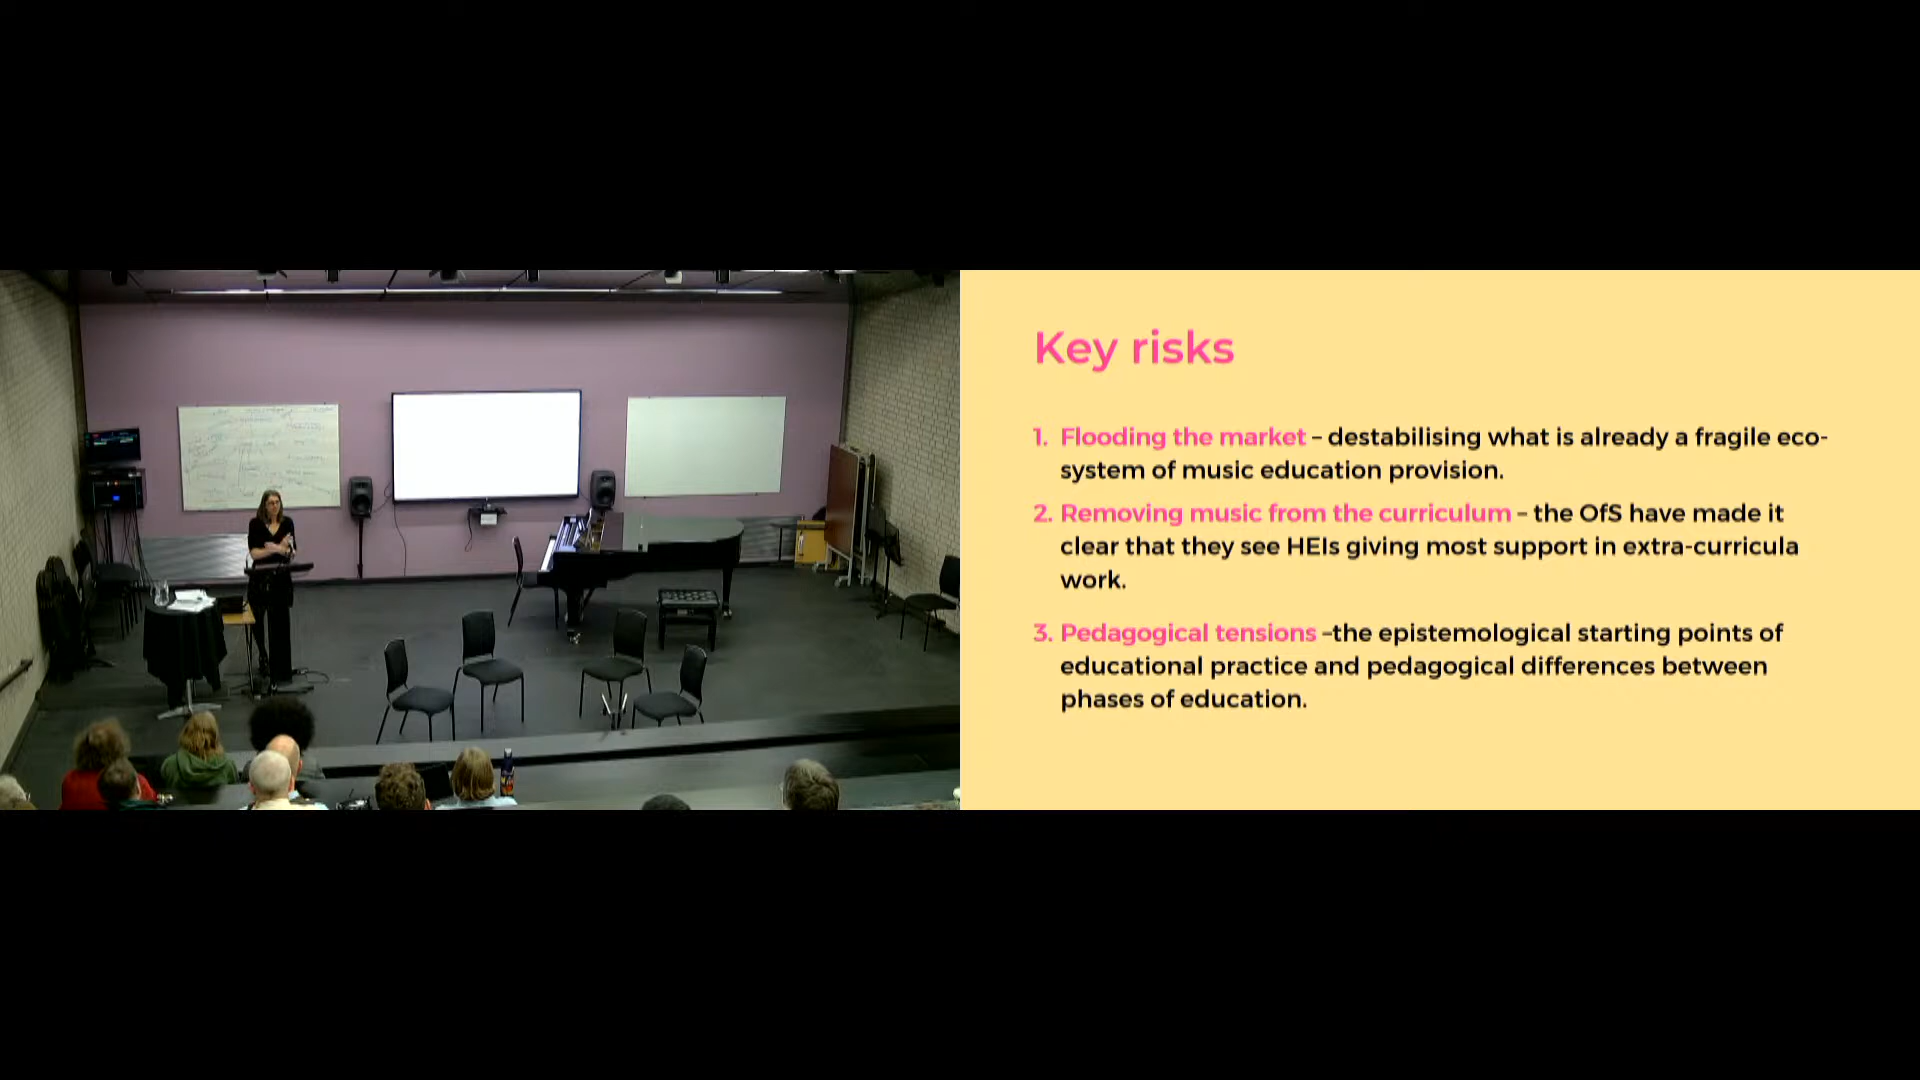 Key risks
1. Flooding the market – destabilising what is already a fragile eco-
system of music education provision.
2. Removing music from the curriculum – the OfS have made it
clear that they see HEIs giving most support in extra-curricula
work.
3. Pedagogical tensions –the epistemological starting points of
educational practice and pedagogical differences between
phases of education.